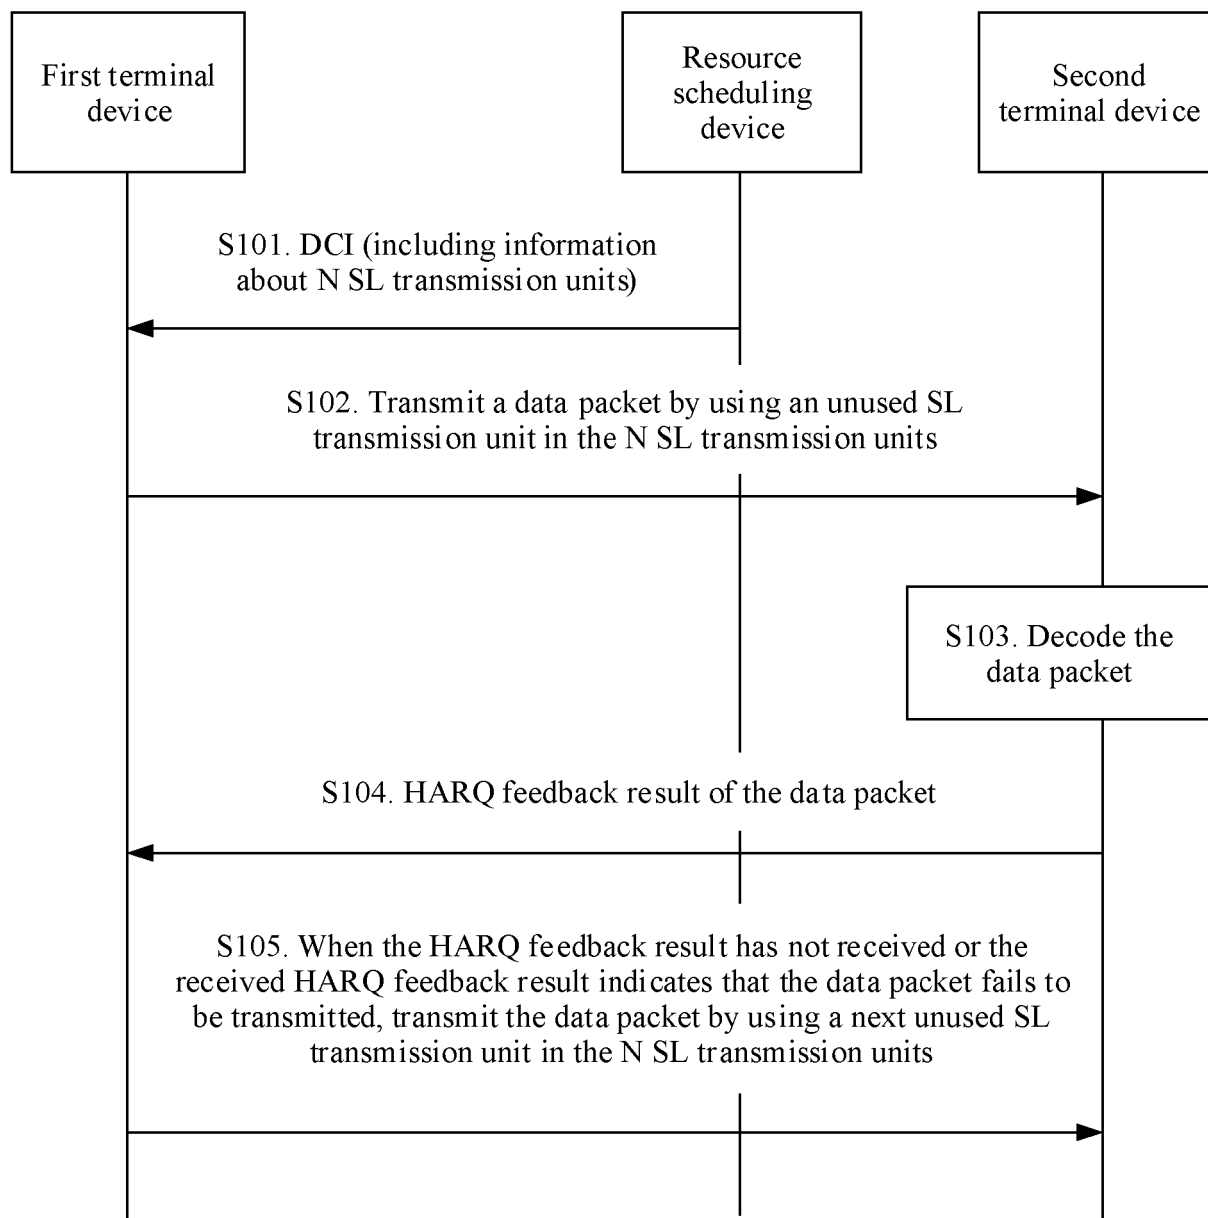 First terminal
device
Resource
scheduling
device
Second
terminal device
S101. DCI (including information
about N SL transmission units)
S102. Transmit a data packet by using an unused SL
transmission unit in the N SL transmission units
S103. Decode the
data packet
S104. HARQ feedback result of the data packet
S105. When the HARQ feedback result has not received or the
received HARQ feedback result indicates that the data packet fails to
be transmitted, transmit the data packet by using a next unused SL
transmission unit in the N SL transmission units